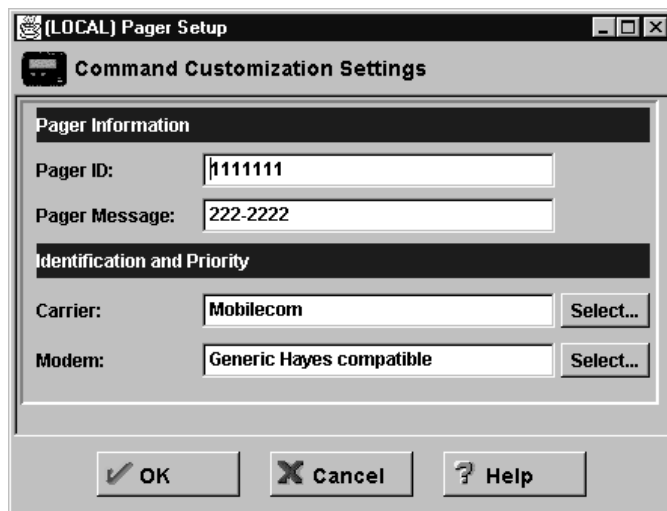 (LOCAL) Pager Setup
Command Customization Settings
Pager Information
Pager ID: 1111111
Pager Message: 222-2222
Identification and Priority
Carrier: Mobilecom Select...
Modem: Generic Hayes compatible Select...
OK Cancel ? Help